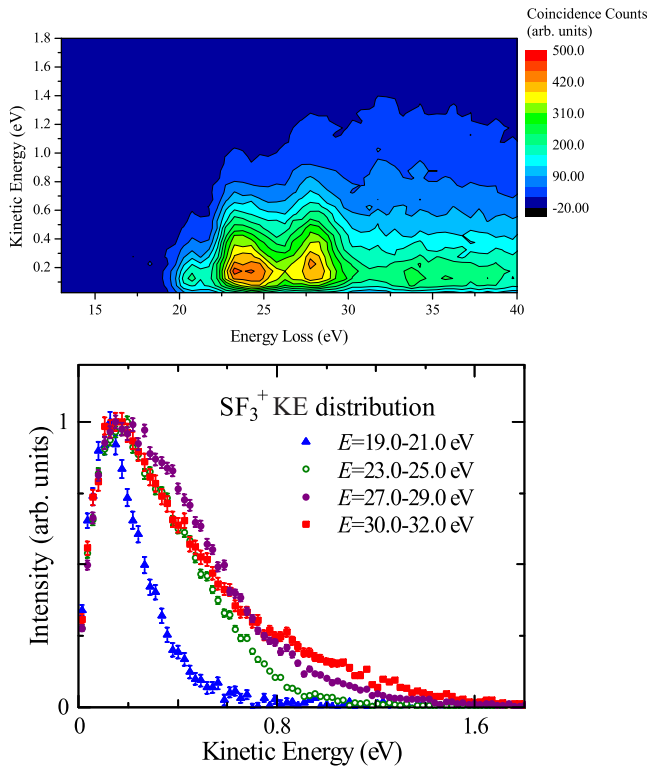 Coincidence Counts
(arb. units)
500.0
420.0
310.0
200.0
90.00
-20.00
1.8
1.6
1.4
1.2
1.0
0.8
0.6
0.4
0.2
Kinetic Energy (eV)
15 20 25 30 35 40
Energy Loss (eV)
SF₃⁺ KE distribution
E=19.0-21.0 eV
E=23.0-25.0 eV
E=27.0-29.0 eV
E=30.0-32.0 eV
1
0
Intensity (arb. units)
0 0.8 1.6
Kinetic Energy (eV)